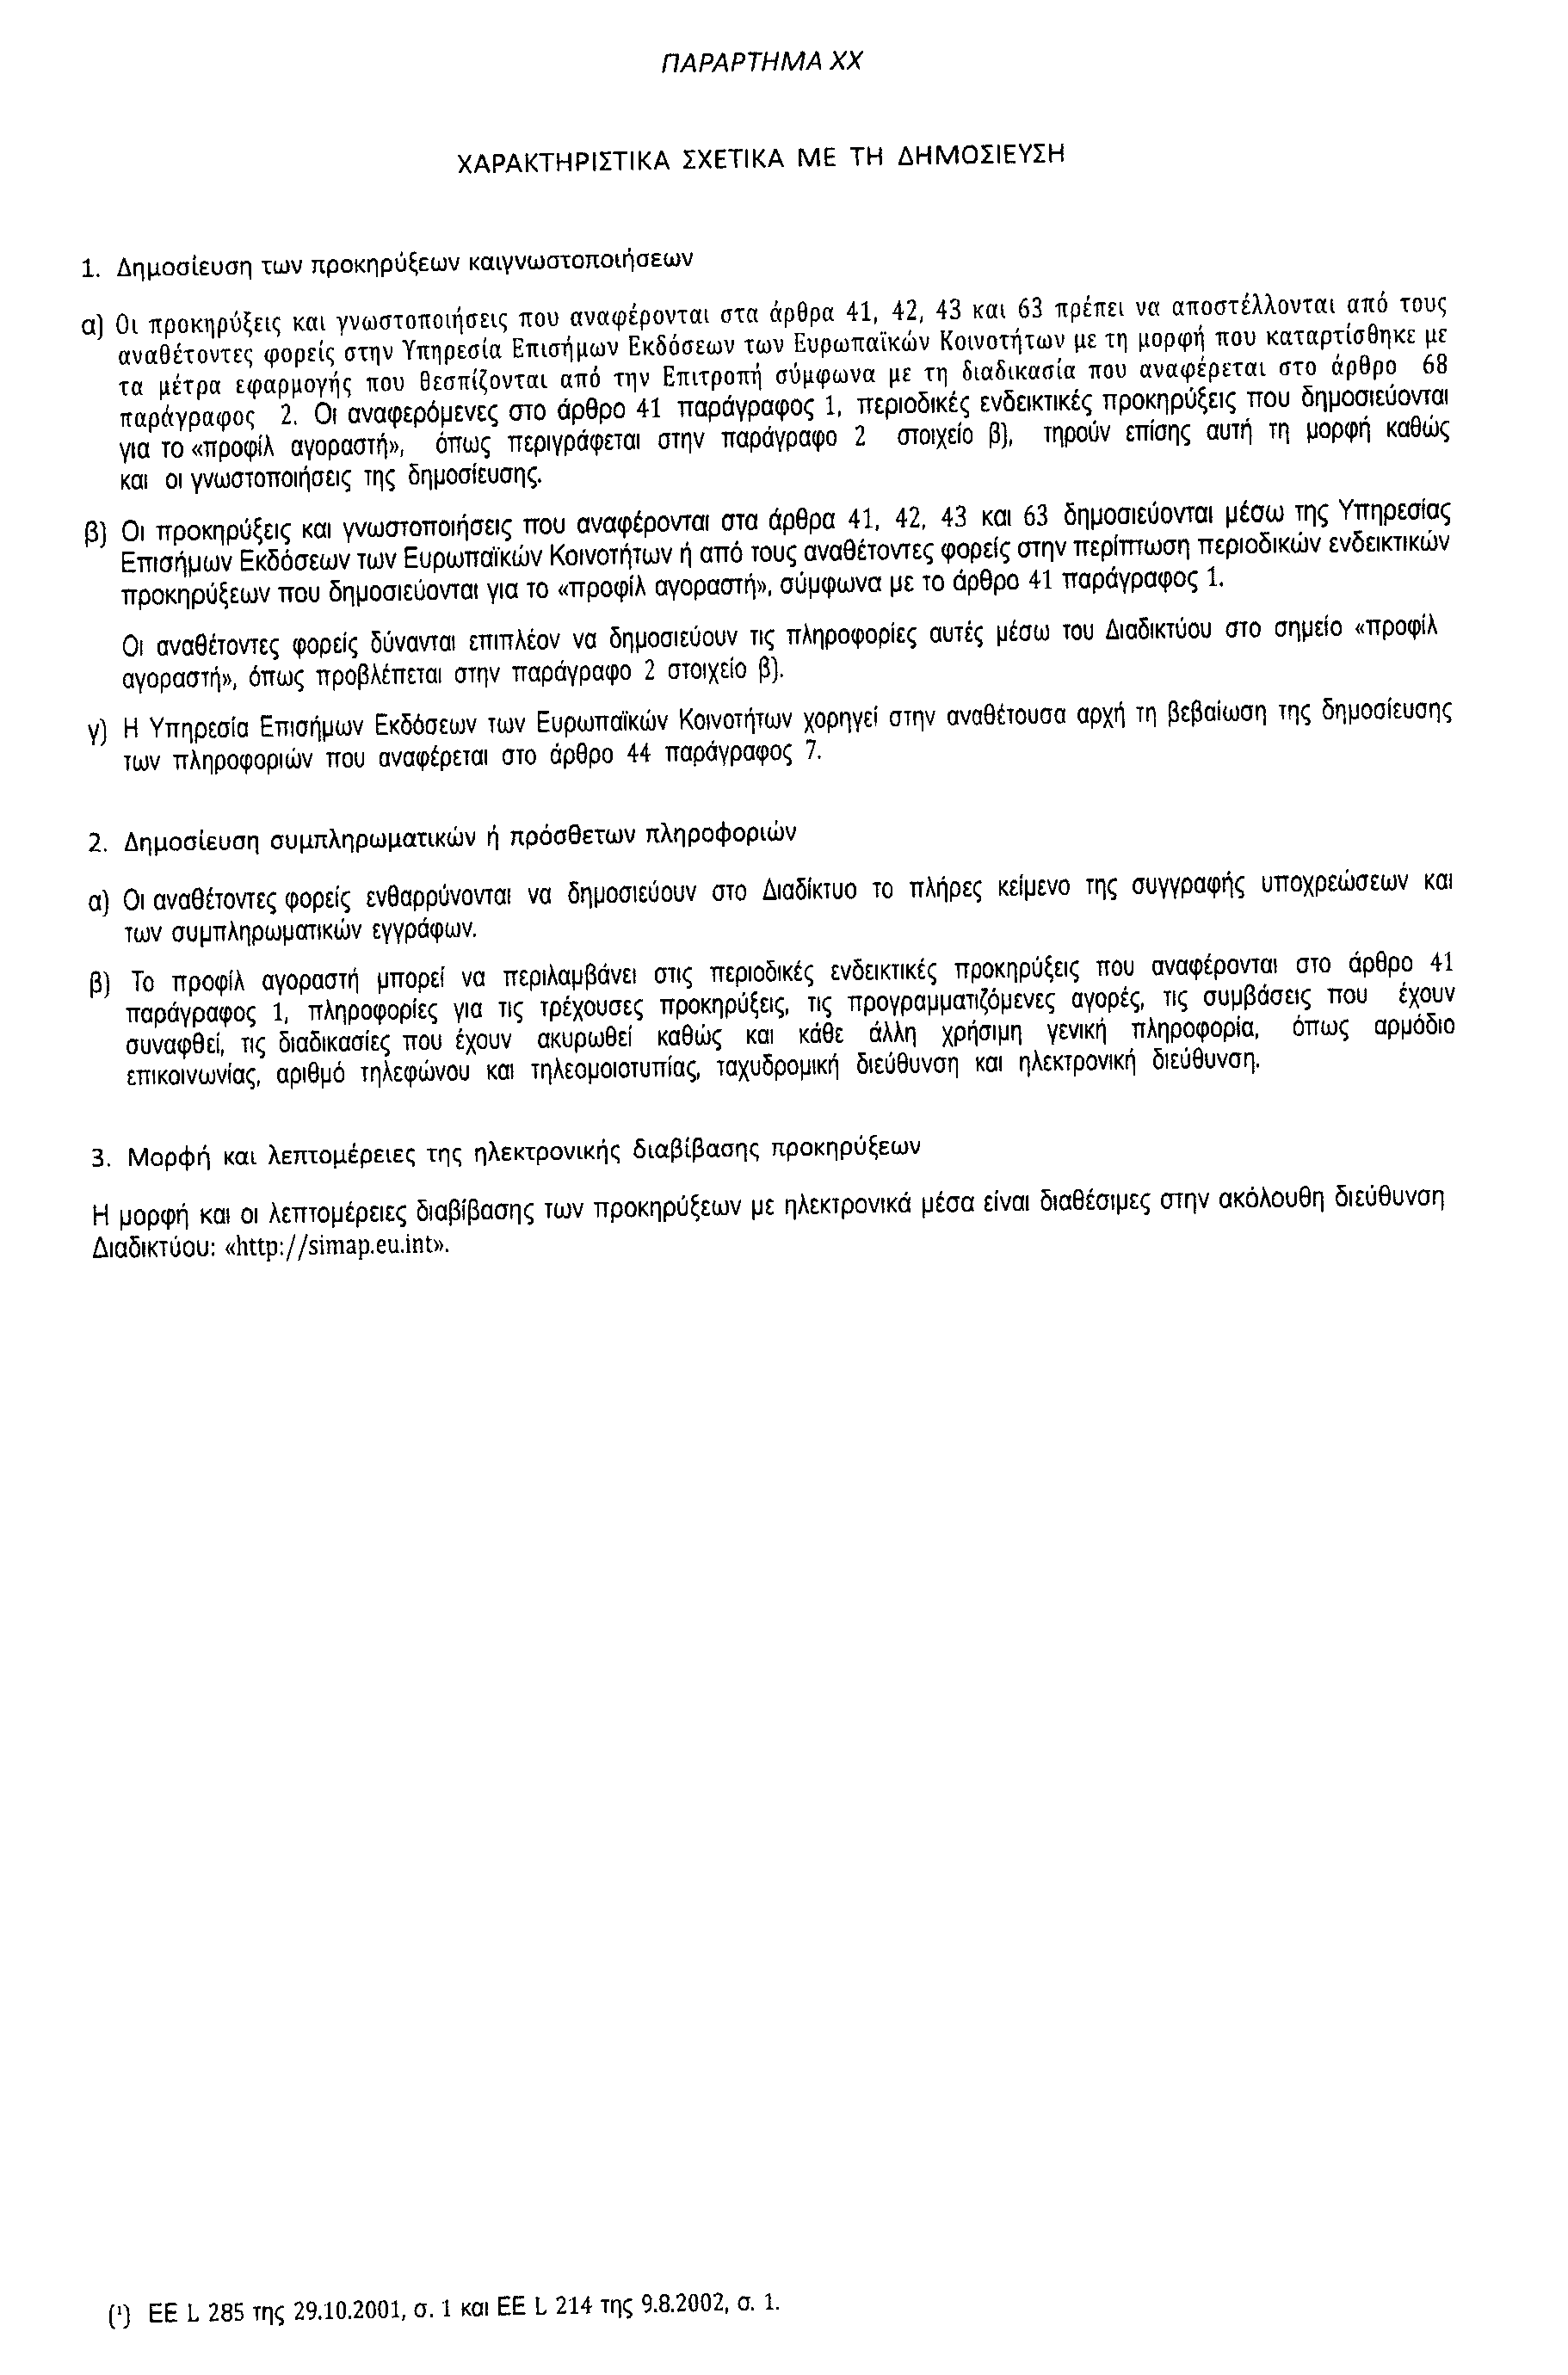 ΠΑΡΑΡΤΗΜΑ ΧΧ
ΧΑΡΑΚΤΗΡΙΣΤΙΚΑ ΣΧΕΤΙΚΑ ΜΕ ΤΗ ΔΗΜΟΣΙΕΥΣΗ
1. Δημοσίευση των προκηρύξεων καιγνωστοποιήσεων
α) Οι προκηρύξεις και γνωστοποιήσεις που αναφέρονται στα άρθρα 41, 42, 43 και 63 πρέπει να αποστέλλονται από τους
αναθέτοντες φορείς στην Υπηρεσία Επισήμων Εκδόσεων των Ευρωπαϊκών Κοινοτήτων με τη μορφή που καταρτίσθηκε με
τα μέτρα εφαρμογής που θεσπίζονται από την Επιτροπή σύμφωνα με τη διαδικασία που αναφέρεται στο άρθρο 68
παράγραφος 2. Οι αναφερόμενες στο άρθρο 41 παράγραφος 1, περιοδικές ενδεικτικές προκηρύξεις που δημοσιεύονται
για το «προφίλ αγοραστή», όπως περιγράφεται στην παράγραφο 2 στοιχείο β), τηρούν επίσης αυτή τη μορφή καθώς
και οι γνωστοποιήσεις της δημοσίευσης.
β) Οι προκηρύξεις και γνωστοποιήσεις που αναφέρονται στα άρθρα 41, 42, 43 και 63 δημοσιεύονται μέσω της Υπηρεσίας
Επισήμων Εκδόσεων των Ευρωπαϊκών Κοινοτήτων ή από τους αναθέτοντες φορείς στην περίπτωση περιοδικών ενδεικτικών
προκηρύξεων που δημοσιεύονται για το «προφίλ αγοραστή», σύμφωνα με το άρθρο 41 παράγραφος 1.
Οι αναθέτοντες φορείς δύνανται επιπλέον να δημοσιεύουν τις πληροφορίες αυτές μέσω του Διαδικτύου στο σημείο «προφίλ
αγοραστή», όπως προβλέπεται στην παράγραφο 2 στοιχείο β).
γ) Η Υπηρεσία Επισήμων Εκδόσεων των Ευρωπαϊκών Κοινοτήτων χορηγεί στην αναθέτουσα αρχή τη βεβαίωση της δημοσίευσης
των πληροφοριών που αναφέρεται στο άρθρο 44 παράγραφος 7.
2. Δημοσίευση συμπληρωματικών ή πρόσθετων πληροφοριών
α) Οι αναθέτοντες φορείς ενθαρρύνονται να δημοσιεύουν στο Διαδίκτυο το πλήρες κείμενο της συγγραφής υποχρεώσεων και
των συμπληρωματικών εγγράφων.
β) Το προφίλ αγοραστή μπορεί να περιλαμβάνει στις περιοδικές ενδεικτικές προκηρύξεις που αναφέρονται στο άρθρο 41
παράγραφος 1, πληροφορίες για τις τρέχουσες προκηρύξεις, τις προγραμματιζόμενες αγορές, τις συμβάσεις που έχουν
συναφθεί, τις διαδικασίες που έχουν ακυρωθεί καθώς και κάθε άλλη χρήσιμη γενική πληροφορία, όπως αρμόδιο
επικοινωνίας, αριθμό τηλεφώνου και τηλεομοιοτυπίας, ταχυδρομική διεύθυνση και ηλεκτρονική διεύθυνση.
3. Μορφή και λεπτομέρειες της ηλεκτρονικής διαβίβασης προκηρύξεων
Η μορφή και οι λεπτομέρειες διαβίβασης των προκηρύξεων με ηλεκτρονικά μέσα είναι διαθέσιμες στην ακόλουθη διεύθυνση
Διαδικτύου: «http://simap.eu.int».
(¹) ΕΕ L 285 της 29.10.2001, σ. 1 και ΕΕ L 214 της 9.8.2002, σ. 1.